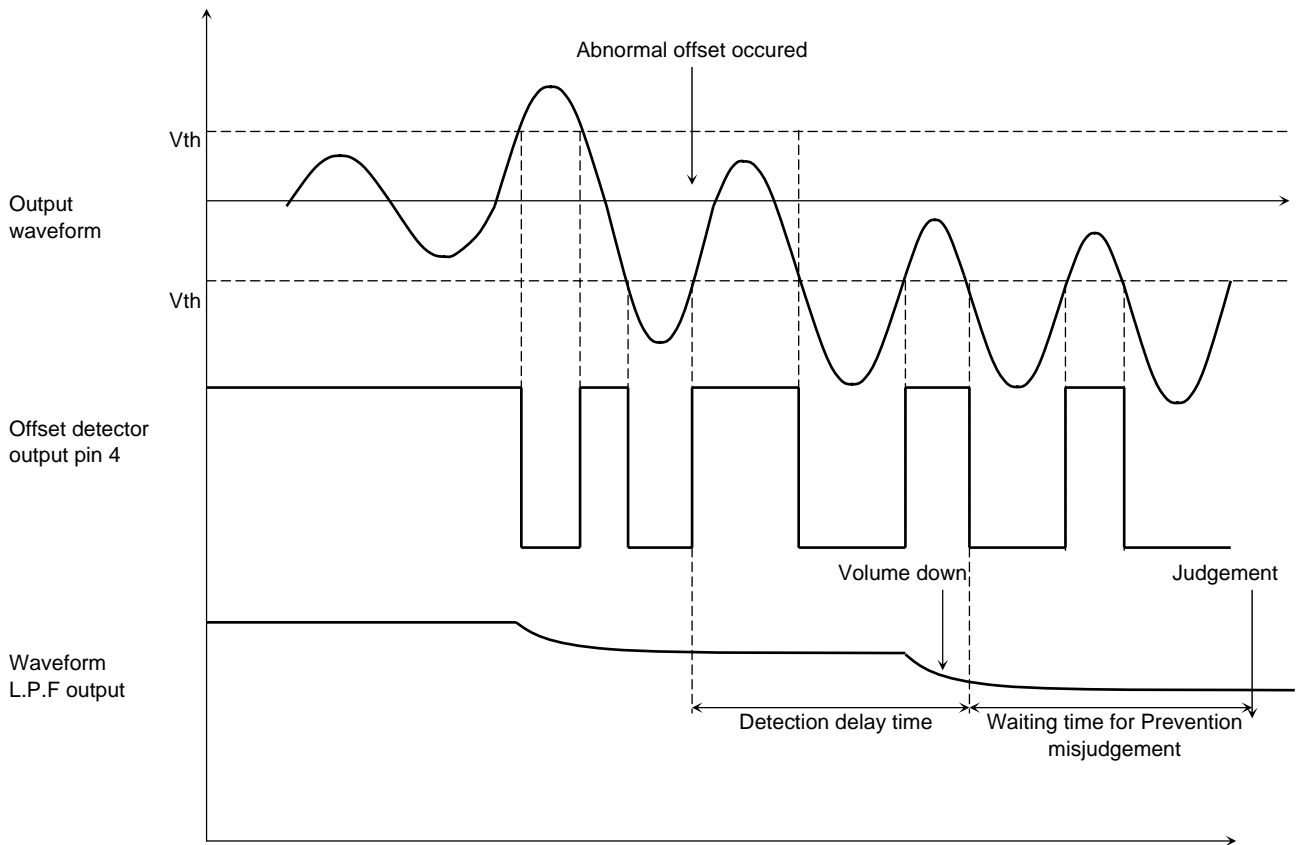 Abnormal offset occured
Vth
Output
waveform
Vth
Offset detector
output pin 4
Volume down
Judgement
Waveform
L.P.F output
Detection delay time
Waiting time for Prevention
misjudgement